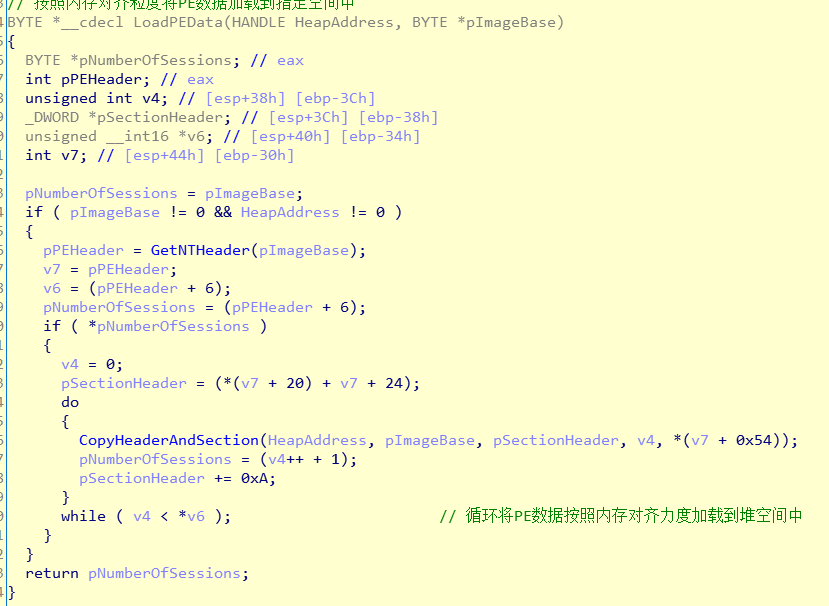 // 按照内存对齐粒度将PE数据加载到指定空间中
BYTE *__cdecl LoadPEData(HANDLE HeapAddress, BYTE *pImageBase)
{
  BYTE *pNumberOfSessions; // eax
  int pPEHeader; // eax
  unsigned int v4; // [esp+38h] [ebp-3Ch]
  _DWORD *pSectionHeader; // [esp+3Ch] [ebp-38h]
  unsigned __int16 *v6; // [esp+40h] [ebp-34h]
  int v7; // [esp+44h] [ebp-30h]
  pNumberOfSessions = pImageBase;
  if ( pImageBase != 0 && HeapAddress != 0 )
  {
    pPEHeader = GetNTHeader(pImageBase);
    v7 = pPEHeader;
    v6 = (pPEHeader + 6);
    pNumberOfSessions = (pPEHeader + 6);
    if ( *pNumberOfSessions )
    {
      v4 = 0;
      pSectionHeader = (*(v7 + 20) + v7 + 24);
      do
      {
        CopyHeaderAndSection(HeapAddress, pImageBase, pSectionHeader, v4, *(v7 + 0x54));
        pNumberOfSessions = (v4++ + 1);
        pSectionHeader += 0xA;
      }
      while ( v4 < *v6 ); // 循环将PE数据按照内存对齐力度加载到堆空间中
    }
  }
  return pNumberOfSessions;
}